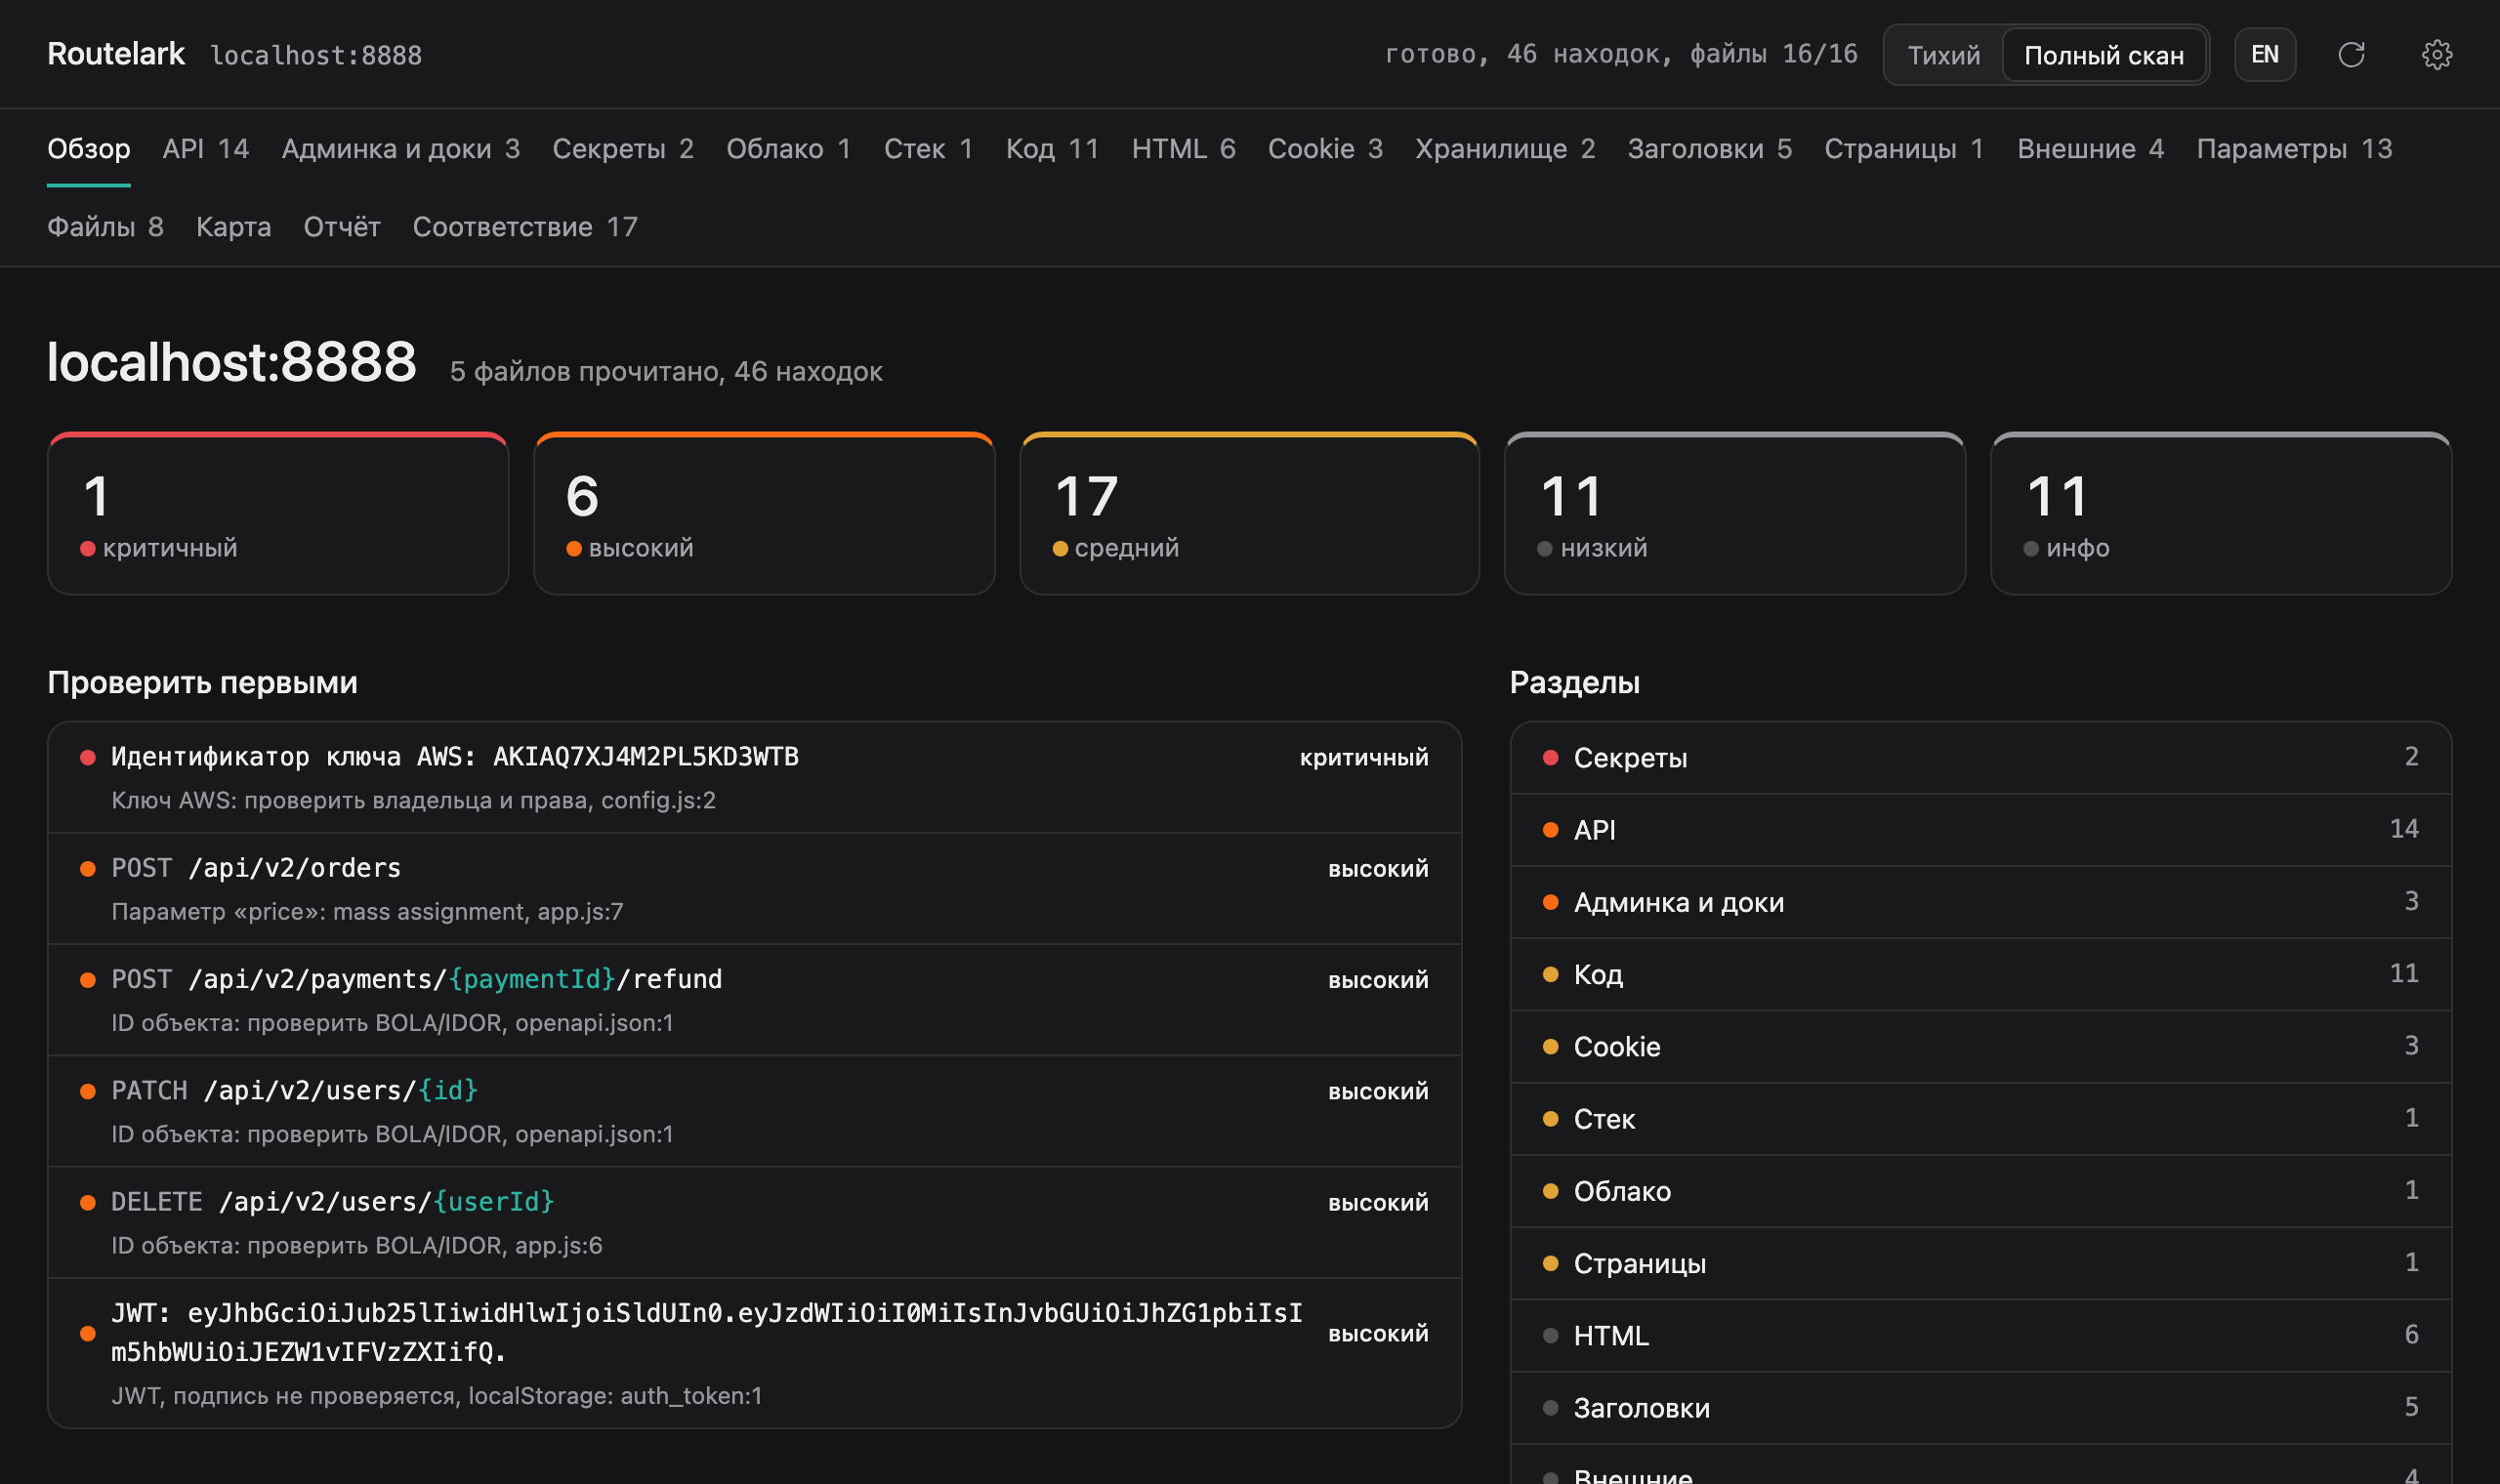 Routelark localhost:8888 готово, 46 находок, файлы 16/16 Тихий Полный скан EN
Обзор API 14 Админка и доки 3 Секреты 2 Облако 1 Стек 1 Код 11 HTML 6 Cookie 3 Хранилище 2 Заголовки 5 Страницы 1 Внешние 4 Параметры 13
Файлы 8 Карта Отчёт Соответствие 17
localhost:8888 5 файлов прочитано, 46 находок
1
критичный
6
высокий
17
средний
11
низкий
11
инфо
Проверить первыми
Идентификатор ключа AWS: AKIAQ7XJ4M2PL5KD3WTB критичный
Ключ AWS: проверить владельца и права, config.js:2
POST /api/v2/orders высокий
Параметр «price»: mass assignment, app.js:7
POST /api/v2/payments/{paymentId}/refund высокий
ID объекта: проверить BOLA/IDOR, openapi.json:1
PATCH /api/v2/users/{id} высокий
ID объекта: проверить BOLA/IDOR, openapi.json:1
DELETE /api/v2/users/{userId} высокий
ID объекта: проверить BOLA/IDOR, app.js:6
JWT: eyJhbGciOiJub25lIiwidHlwIjoiSldUIn0.eyJzdWIiOiI0MiIsInJvbGUiOiJhZG1pbiIsI
m5hbWUiOiJEZW1vIFVzZXIifQ. высокий
JWT, подпись не проверяется, localStorage: auth_token:1
Разделы
Секреты 2
API 14
Админка и доки 3
Код 11
Cookie 3
Стек 1
Облако 1
Страницы 1
HTML 6
Заголовки 5
Внешние 4